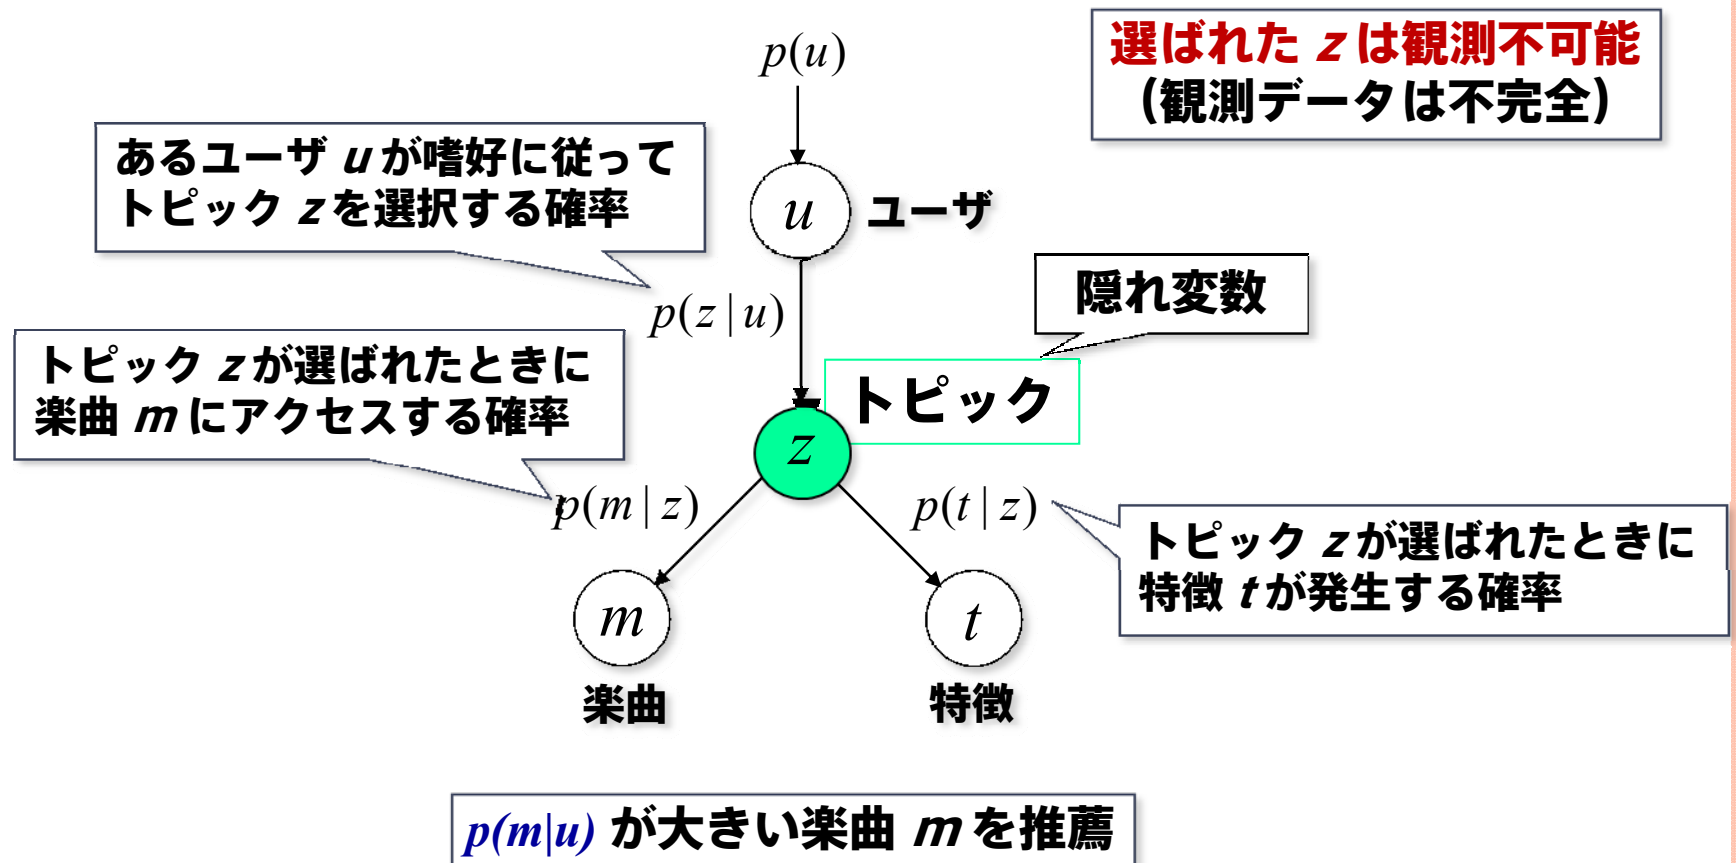 p(u)
選ばれた z は観測不可能
（観測データは不完全）
あるユーザ u が嗜好に従って
トピック z を選択する確率
u
ユーザ
隠れ変数
p(z|u)
トピック z が選ばれたときに
楽曲 m にアクセスする確率
トピック
z
p(m|z)
p(t|z)
トピック z が選ばれたときに
特徴 t が発生する確率
m
t
楽曲
特徴
p(m|u) が大きい楽曲 m を推薦